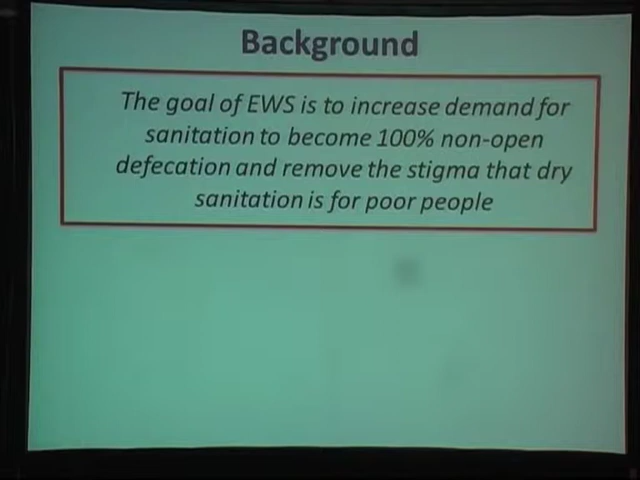 Background
The goal of EWS is to increase demand for
sanitation to become 100% non-open
defecation and remove the stigma that dry
sanitation is for poor people